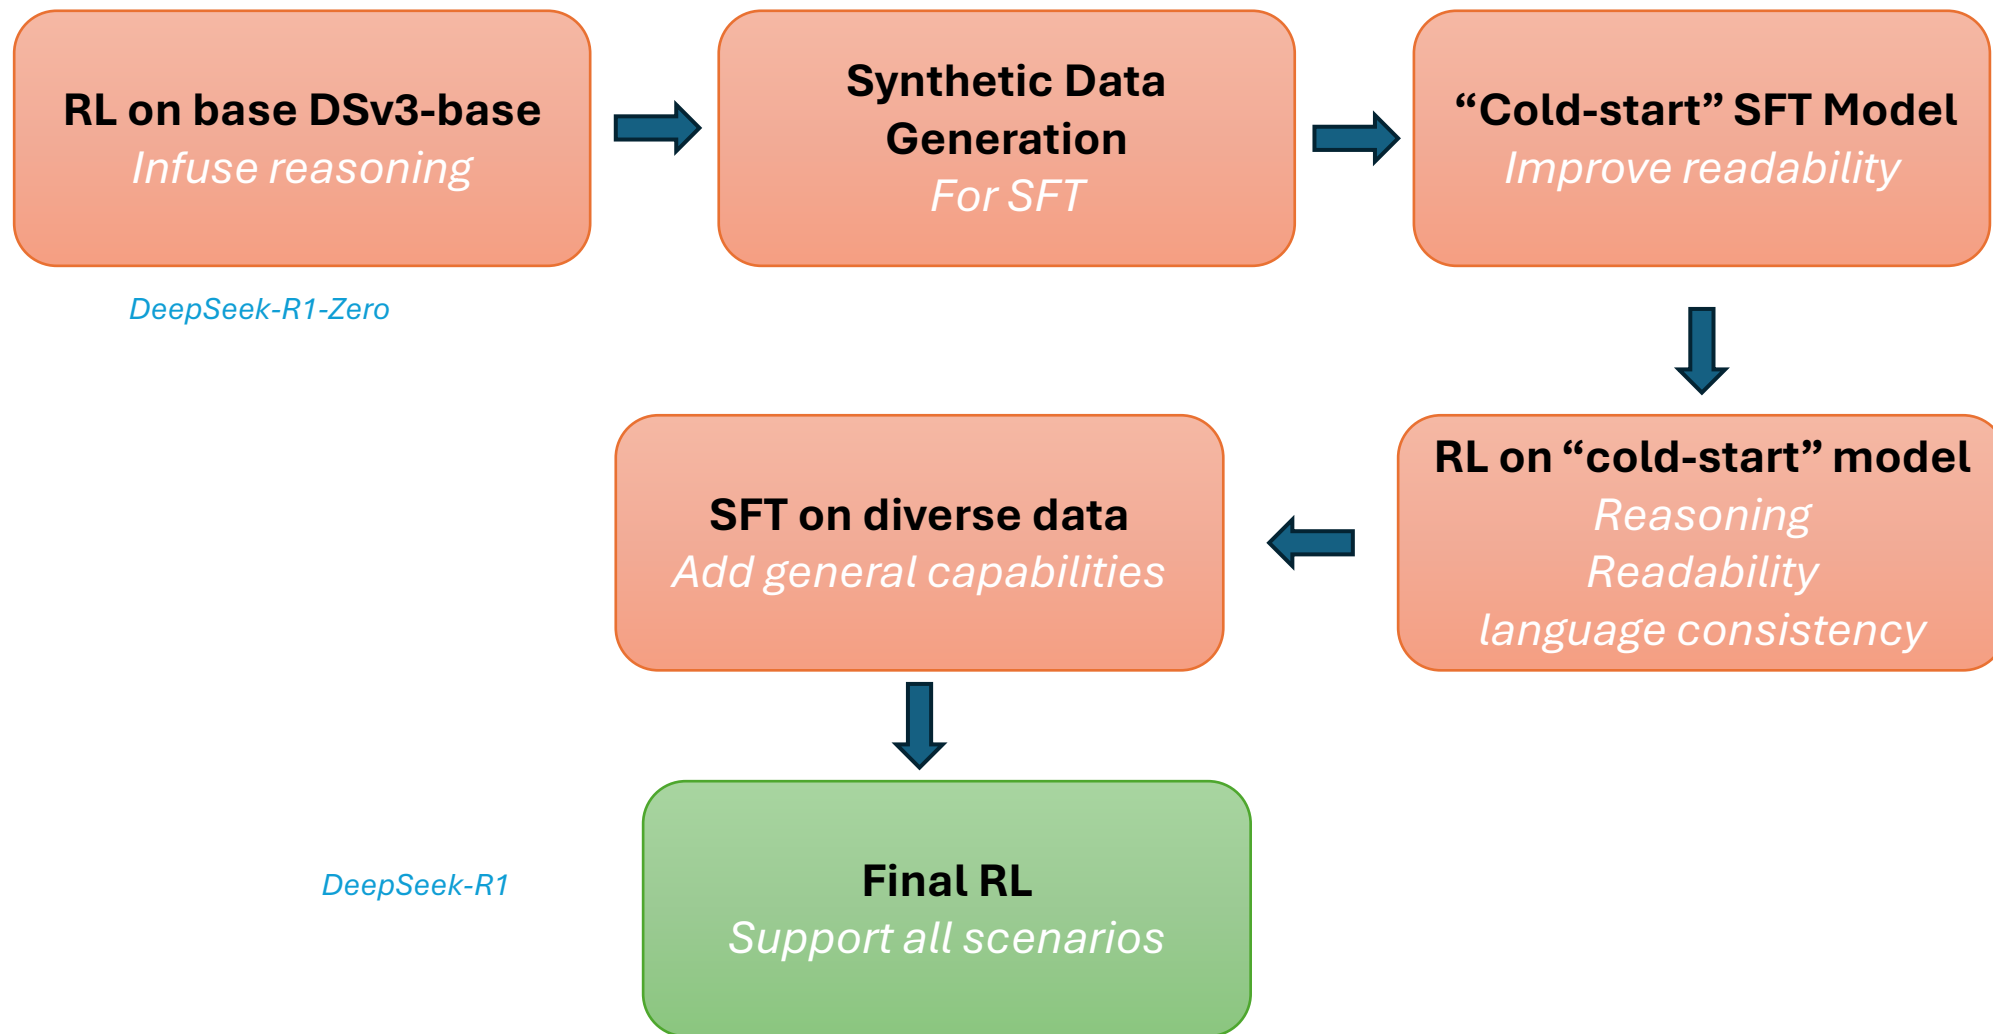 RL on base DSv3-base
Infuse reasoning
DeepSeek-R1-Zero
Synthetic Data
Generation
For SFT
“Cold-start” SFT Model
Improve readability
RL on “cold-start” model
Reasoning
Readability
language consistency
SFT on diverse data
Add general capabilities
DeepSeek-R1
Final RL
Support all scenarios